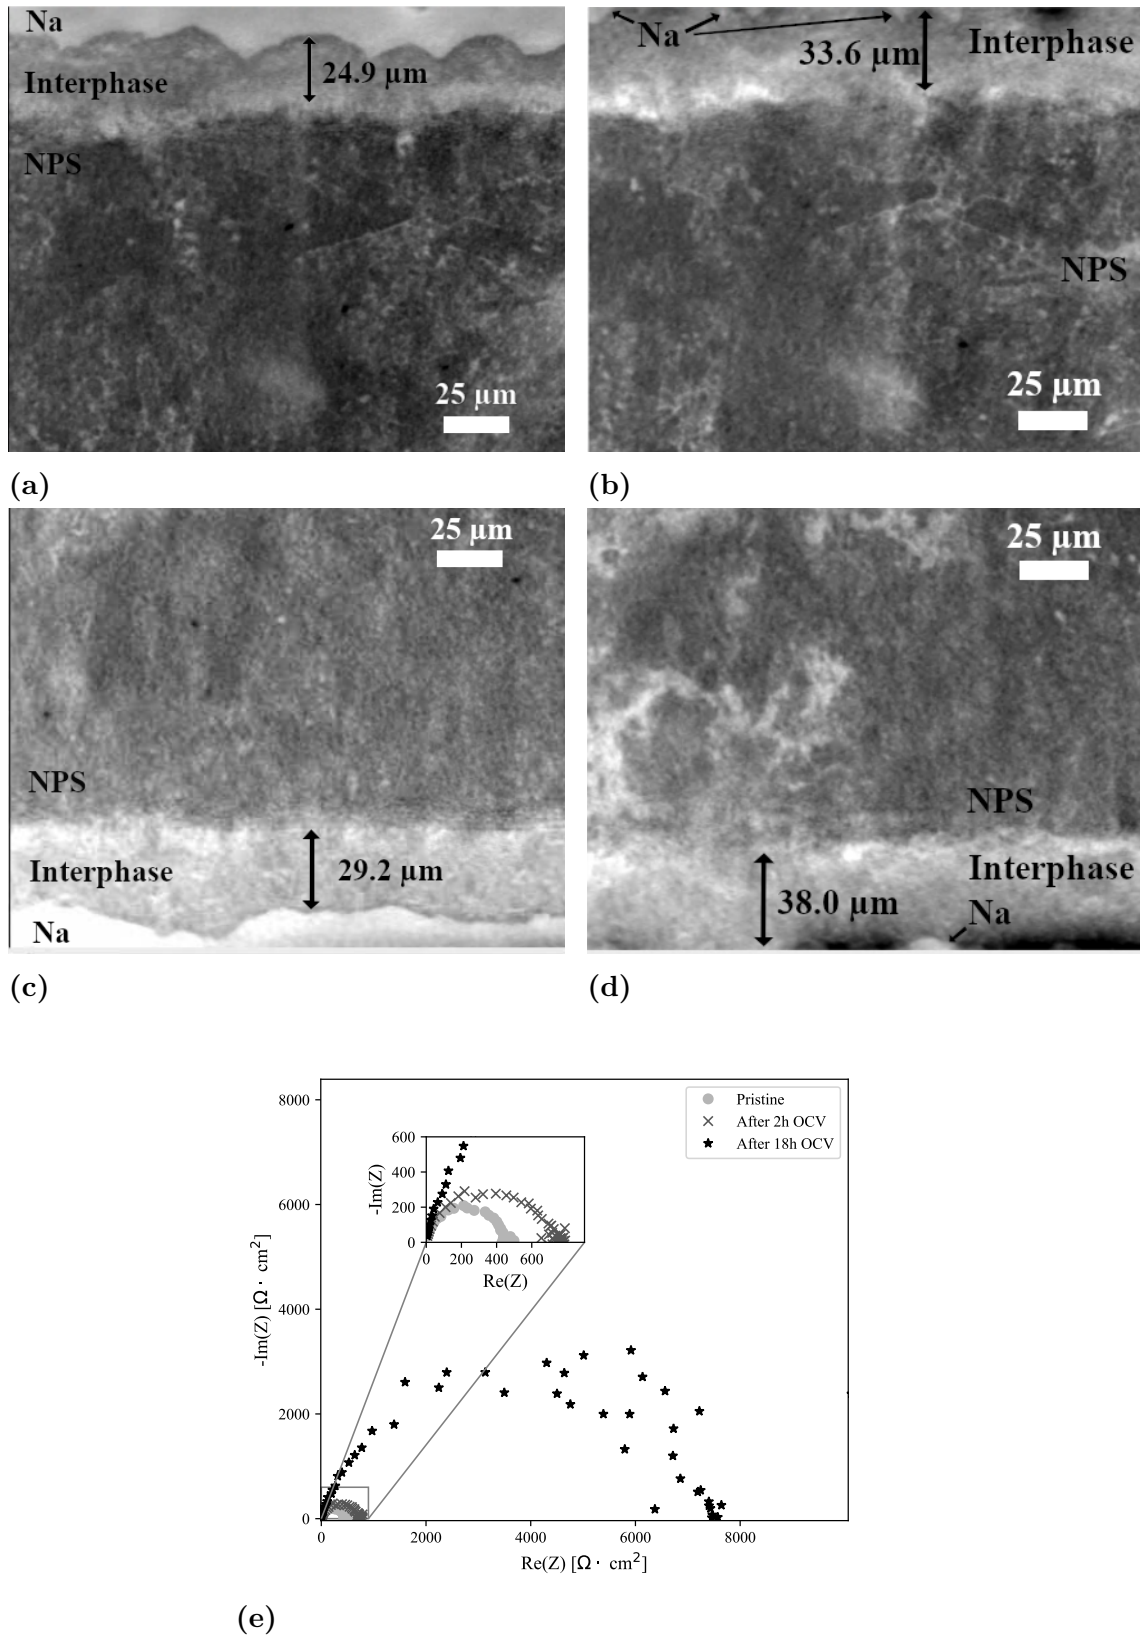 Na
Interphase
24.9 μm
NPS
25 μm
(a)
Na
33.6 μm
Interphase
NPS
25 μm
(b)
25 μm
NPS
Interphase
29.2 μm
Na
(c)
25 μm
NPS
Interphase
38.0 μm
Na
(d)
8000
6000
4000
2000
0
-Im(Z) [Ω · cm²]
0
2000
4000
6000
8000
Re(Z) [Ω · cm²]
Pristine
After 2h OCV
After 18h OCV
600
400
200
0
-Im(Z)
0
200
400
600
Re(Z)
(e)